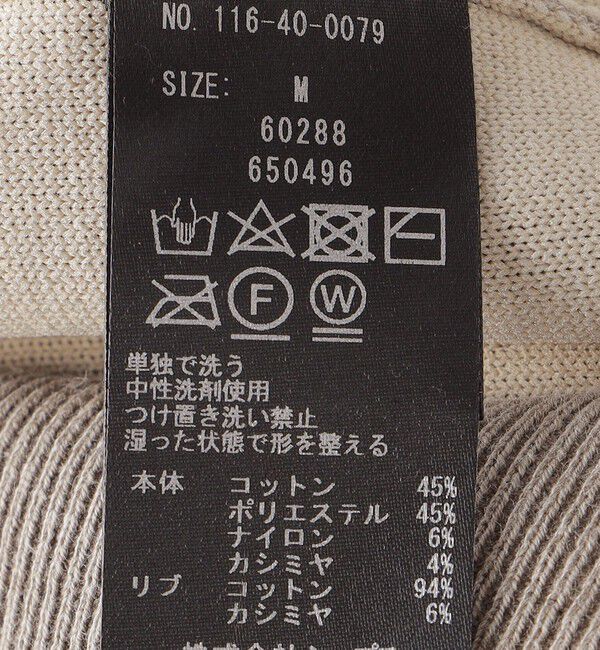 NO. 116-40-0079
SIZE: M
60288
650496
F W
単独で洗う
中性洗剤使用
つけ置き洗い禁止
湿った状態で形を整える
本体 コットン 45%
ポリエステル 45%
ナイロン 6%
カシミヤ 4%
リブ コットン 94%
カシミヤ 6%